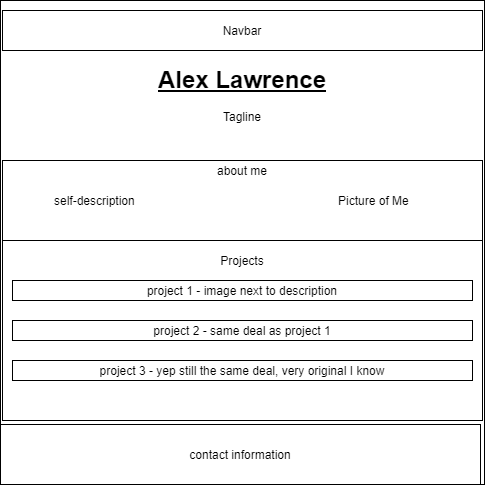 Navbar
Alex Lawrence
Tagline
about me
self-description
Picture of Me
Projects
project 1 - image next to description
project 2 - same deal as project 1
project 3 - yep still the same deal, very original I know
contact information